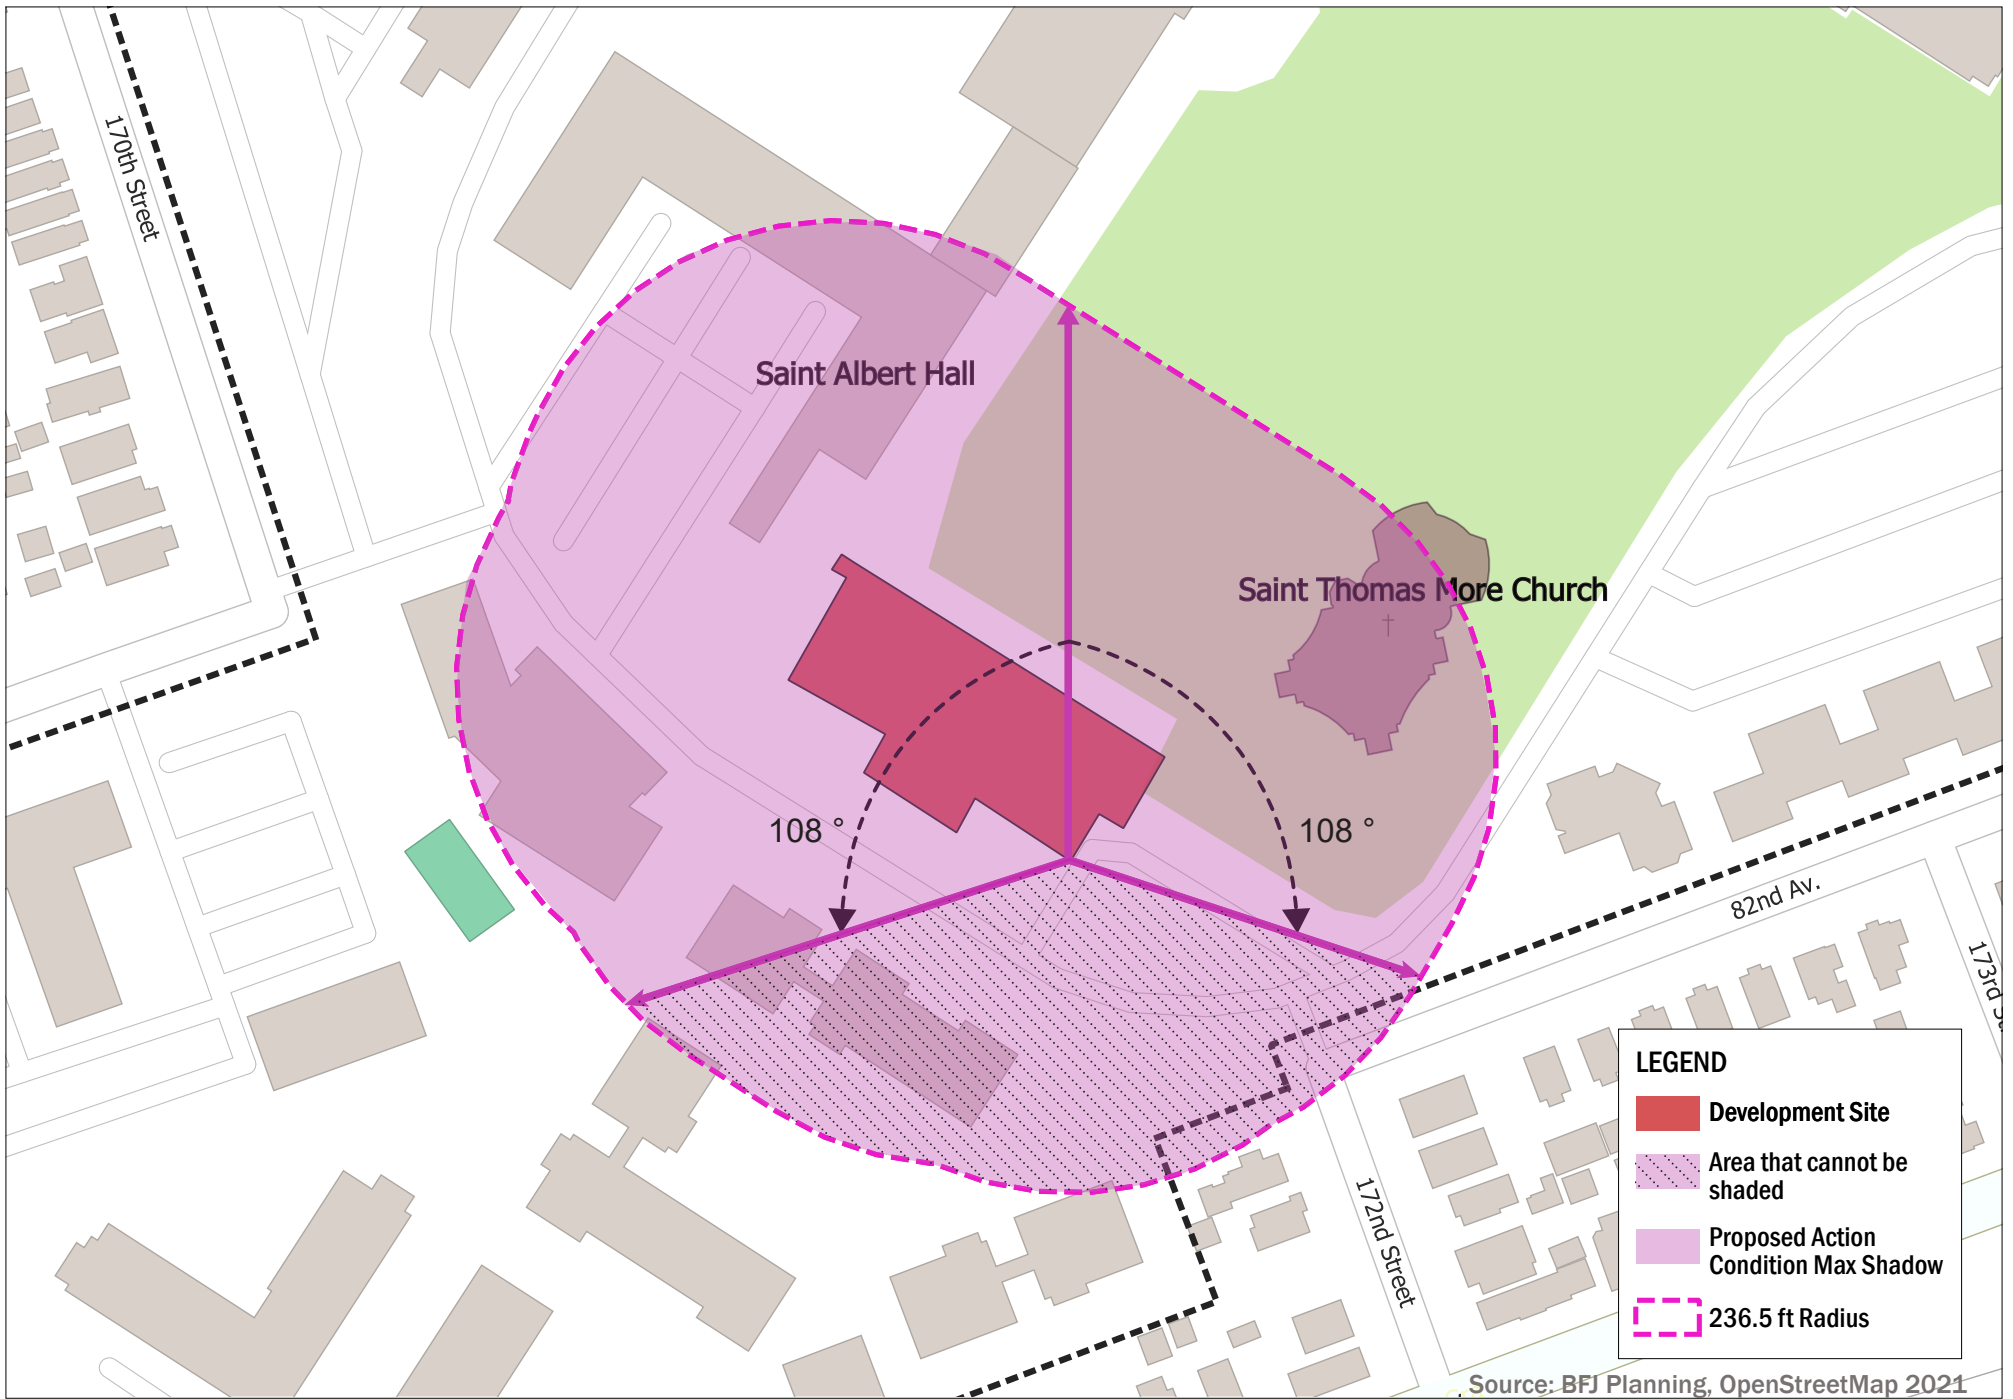 170th Street
Saint Albert Hall
Saint Thomas More Church
108 °
108 °
82nd Av.
173rd S
172nd Street
LEGEND
Development Site
Area that cannot be
shaded
Proposed Action
Condition Max Shadow
236.5 ft Radius
Source: BFJ Planning, OpenStreetMap 2021